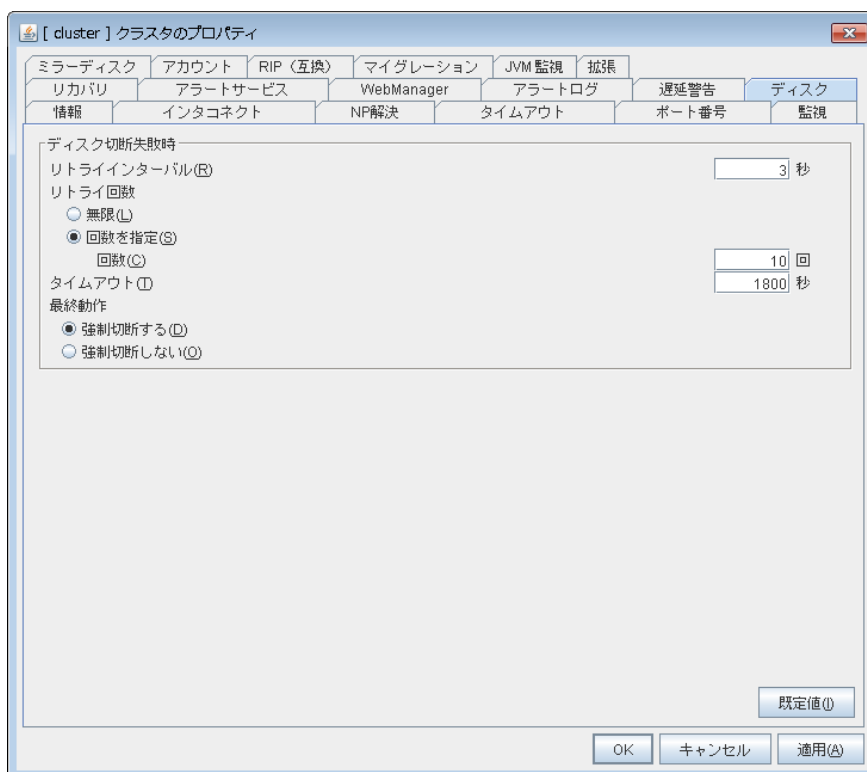 [ cluster ] クラスタのプロパティ
ミラーディスク アカウント RIP（互換） マイグレーション JVM 監視 拡張
リカバリ アラートサービス WebManager アラートログ 遅延警告 ディスク
情報 インタコネクト NP解決 タイムアウト ポート番号 監視
ディスク切断失敗時
リトライインターバル(R) 3 秒
リトライ回数
無限(L)
回数を指定(S)
回数(C) 10 回
タイムアウト(T) 1800 秒
最終動作
強制切断する(D)
強制切断しない(O)
既定値(I)
OK キャンセル 適用(A)